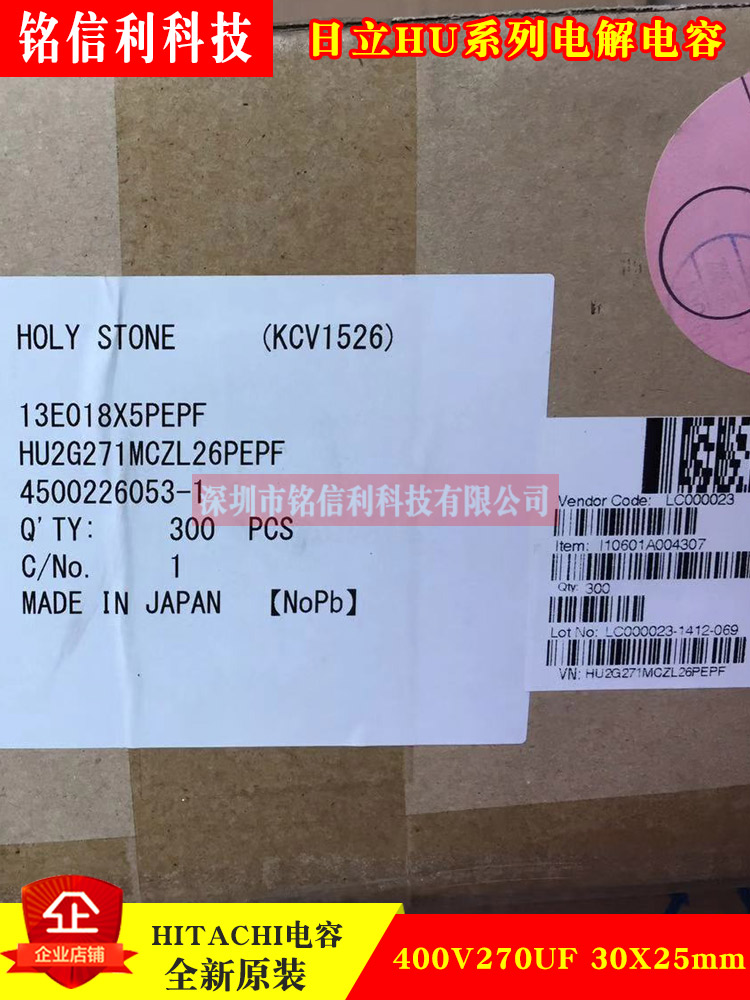 铭信利科技
日立HU系列电解电容
HOLY STONE (KCV1526)
13E018X5PEPF
HU2G271MCZL26PEPF
4500226053-1
深圳市铭信利科技有限公司
Q'TY: 300 PCS
C/No. 1
MADE IN JAPAN 【NoPb】
Vendor Code: LC000023
Item: I10601A004307
Qty: 300
Lot No: LC000023-1412-069
VN: HU2G271MCZL26PEPF
企
企业店铺
HITACHI电容
全新原装
400V270UF 30X25mm